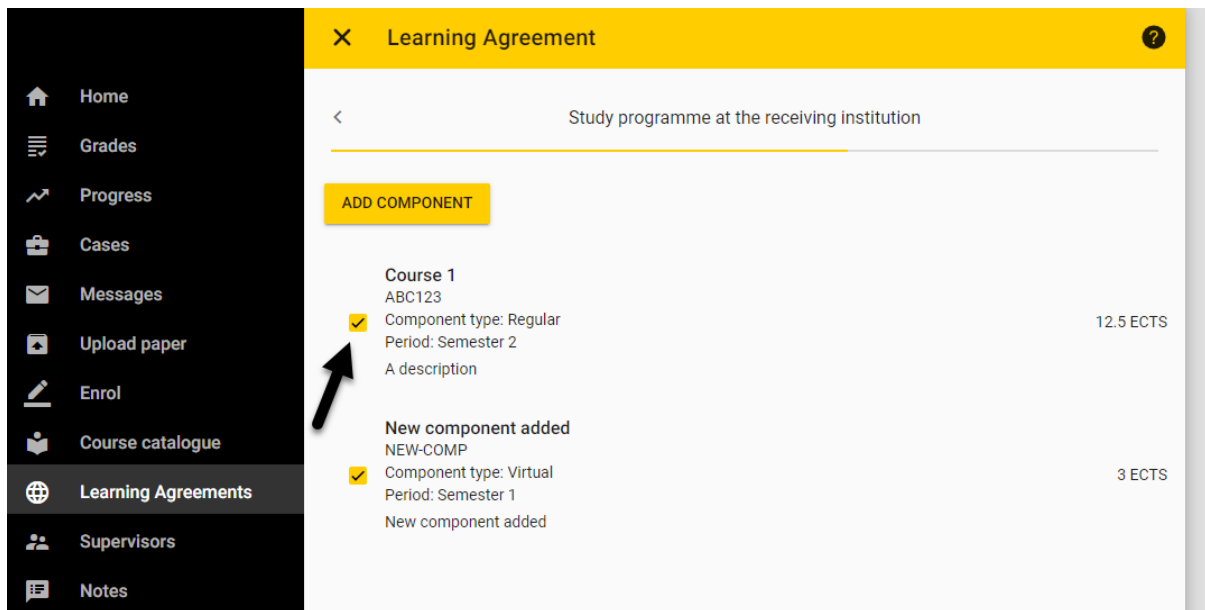 Learning Agreement
?
Home
Grades
Progress
Cases
Messages
Upload paper
Enrol
Course catalogue
Learning Agreements
Supervisors
Notes
Study programme at the receiving institution
ADD COMPONENT
Course 1
ABC123
Component type: Regular
Period: Semester 2
A description
12.5 ECTS
New component added
NEW-COMP
Component type: Virtual
Period: Semester 1
New component added
3 ECTS